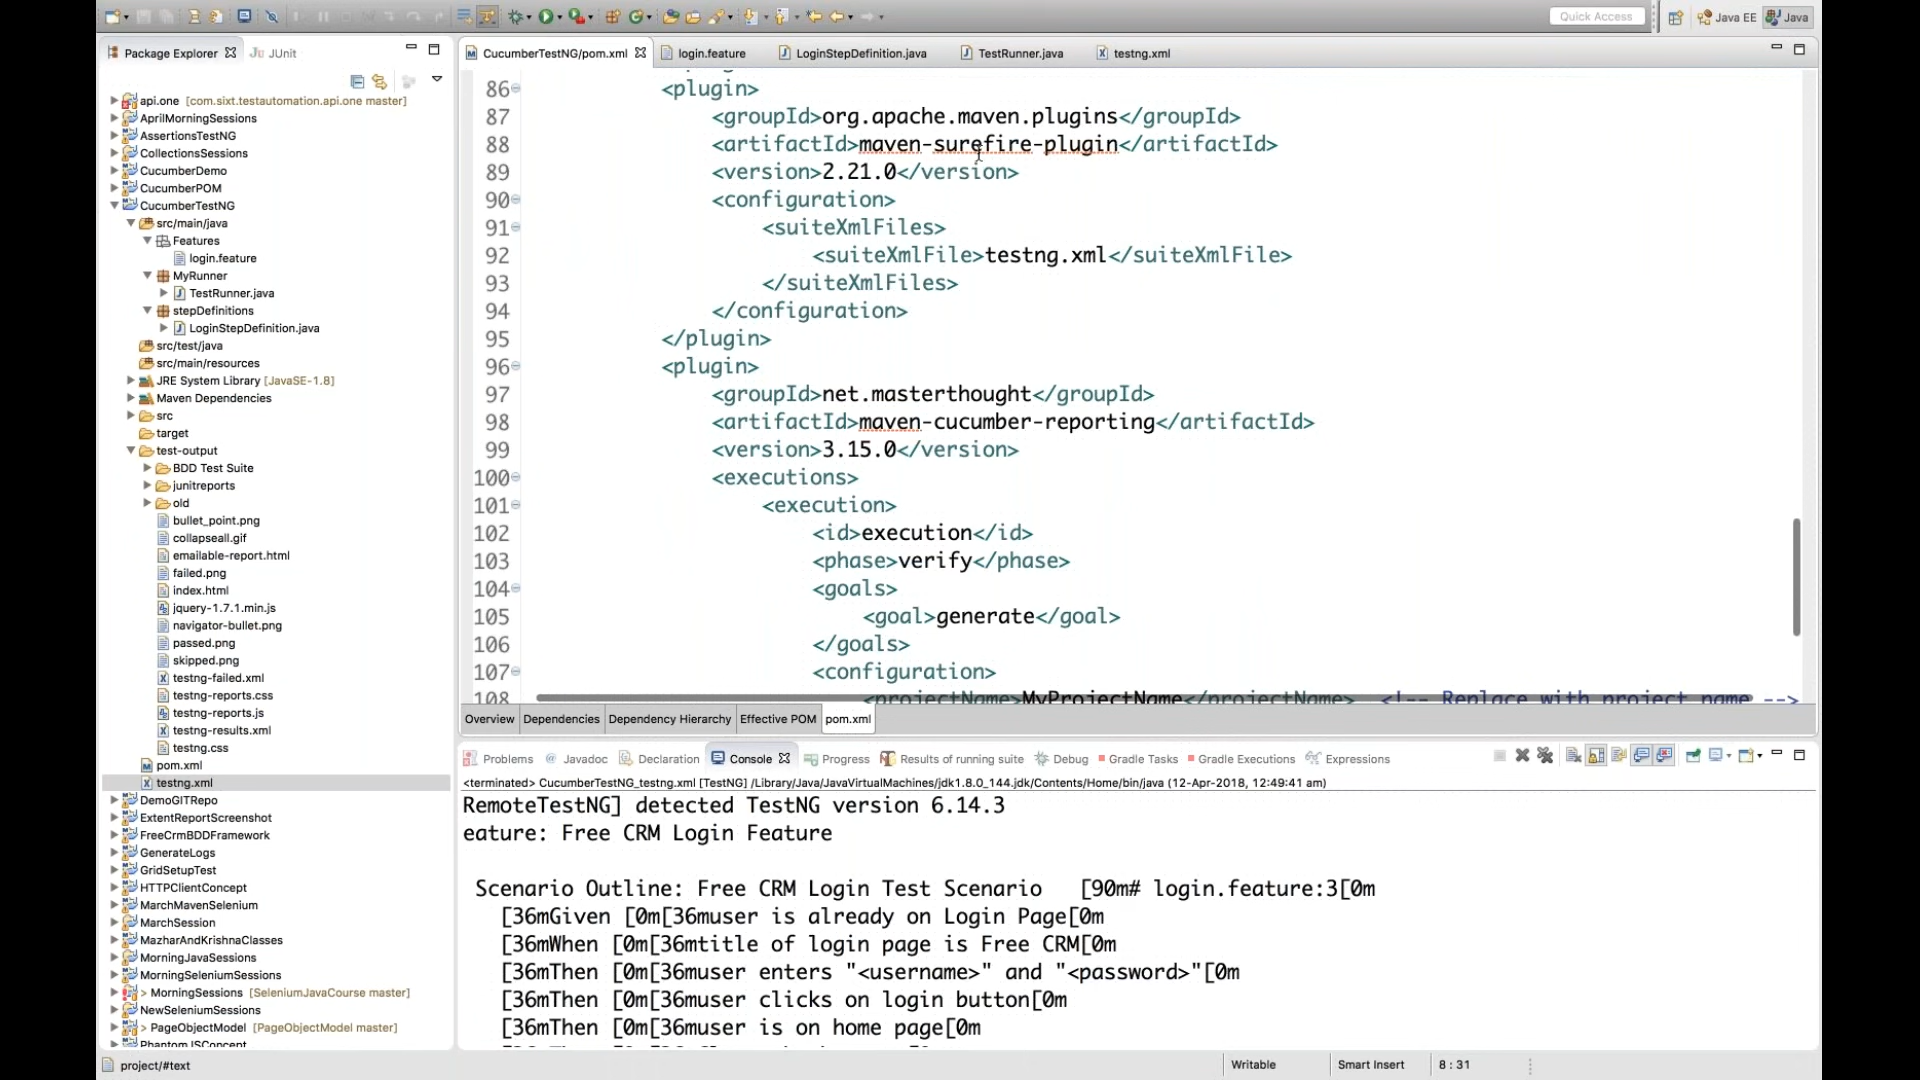 Quick Access
Java EE
Java
Package Explorer
JUnit
api.one [com.sixt.testautomation.api.one master]
AprilMorningSessions
AssertionsTestNG
CollectionsSessions
CucumberDemo
CucumberPOM
CucumberTestNG
src/main/java
Features
login.feature
MyRunner
TestRunner.java
stepDefinitions
LoginStepDefinition.java
src/test/java
src/main/resources
JRE System Library [JavaSE-1.8]
Maven Dependencies
src
target
test-output
BDD Test Suite
junitreports
old
bullet_point.png
collapseall.gif
emailable-report.html
failed.png
index.html
jquery-1.7.1.min.js
navigator-bullet.png
passed.png
skipped.png
testng-failed.xml
testng-reports.css
testng-reports.js
testng-results.xml
testng.css
pom.xml
testng.xml
DemoGITRepo
ExtentReportScreenshot
FreeCrmBDDFramework
GenerateLogs
GridSetupTest
HTTPClientConcept
MarchMavenSelenium
MarchSession
MazharAndKrishnaClasses
MorningJavaSessions
MorningSeleniumSessions
> MorningSessions [SeleniumJavaCourse master]
NewSeleniumSessions
> PageObjectModel [PageObjectModel master]
PhantomJSConcept
CucumberTestNG/pom.xml
login.feature
LoginStepDefinition.java
TestRunner.java
testng.xml
86 <plugin>
87 <groupId>org.apache.maven.plugins</groupId>
88 <artifactId>maven-surefire-plugin</artifactId>
89 <version>2.21.0</version>
90 <configuration>
91 <suiteXmlFiles>
92 <suiteXmlFile>testng.xml</suiteXmlFile>
93 </suiteXmlFiles>
94 </configuration>
95 </plugin>
96 <plugin>
97 <groupId>net.masterthought</groupId>
98 <artifactId>maven-cucumber-reporting</artifactId>
99 <version>3.15.0</version>
100 <executions>
101 <execution>
102 <id>execution</id>
103 <phase>verify</phase>
104 <goals>
105 <goal>generate</goal>
106 </goals>
107 <configuration>
108 <projectName>MyProjectName</projectName> <!-- Replace with project name -->
Overview
Dependencies
Dependency Hierarchy
Effective POM
pom.xml
Problems
Javadoc
Declaration
Console
Progress
Results of running suite
Debug
Gradle Tasks
Gradle Executions
Expressions
<terminated> CucumberTestNG_testng.xml [TestNG] /Library/Java/JavaVirtualMachines/jdk1.8.0_144.jdk/Contents/Home/bin/java (12-Apr-2018, 12:49:41 am)
RemoteTestNG] detected TestNG version 6.14.3
eature: Free CRM Login Feature
Scenario Outline: Free CRM Login Test Scenario [90m# login.feature:3[0m
[36mGiven [0m[36muser is already on Login Page[0m
[36mWhen [0m[36mtitle of login page is Free CRM[0m
[36mThen [0m[36muser enters "<username>" and "<password>"[0m
[36mThen [0m[36muser clicks on login button[0m
[36mThen [0m[36muser is on home page[0m
project/#text
Writable
Smart Insert
8 : 31